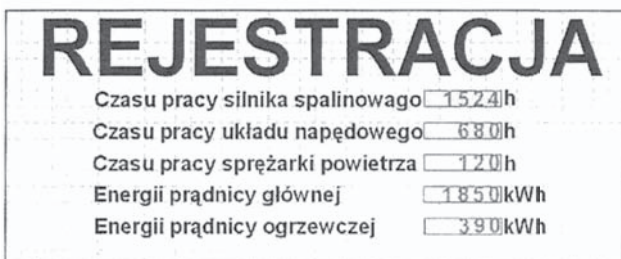 REJESTRACJA
Czasu pracy silnika spalinowago 1524 h
Czasu pracy układu napędowego 680 h
Czasu pracy sprężarki powietrza 120 h
Energii prądnicy głównej 1850 kWh
Energii prądnicy ogrzewczej 390 kWh